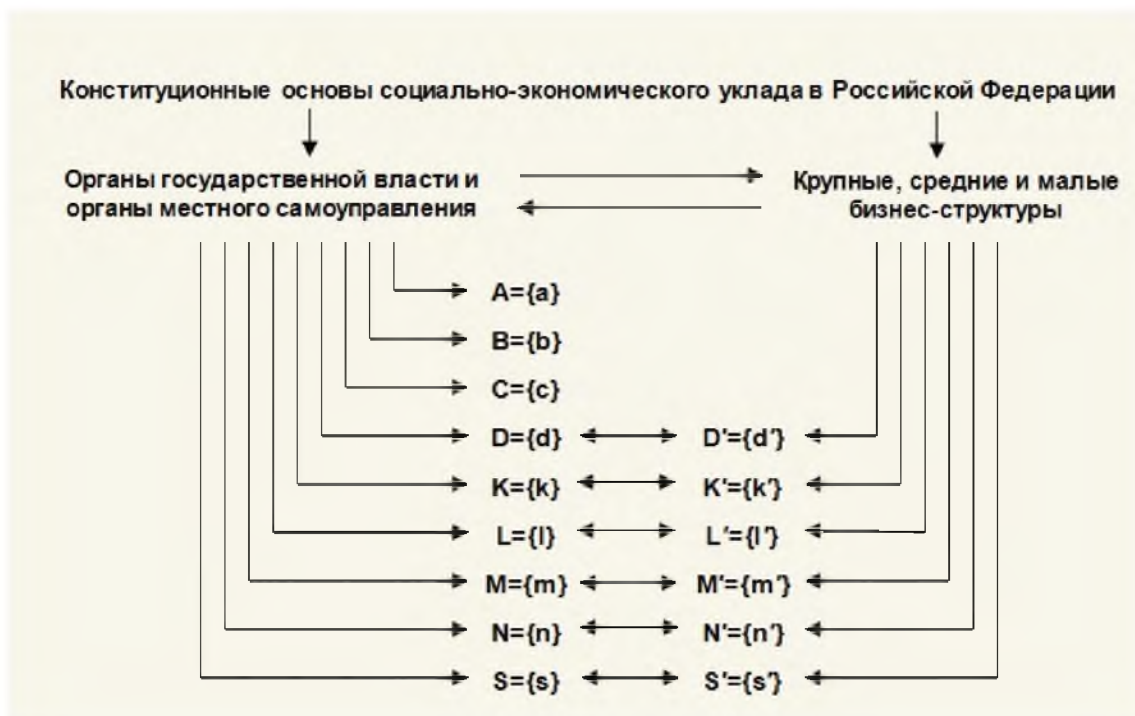 Конституционные основы социально-экономического уклада в Российской Федерации
Органы государственной власти и
органы местного самоуправления
Крупные, средние и малые
бизнес-структуры
A={a}
B={b}
C={c}
D={d} D′={d′}
K={k} K′={k′}
L={l} L′={l′}
M={m} M′={m′}
N={n} N′={n′}
S={s} S′={s′}